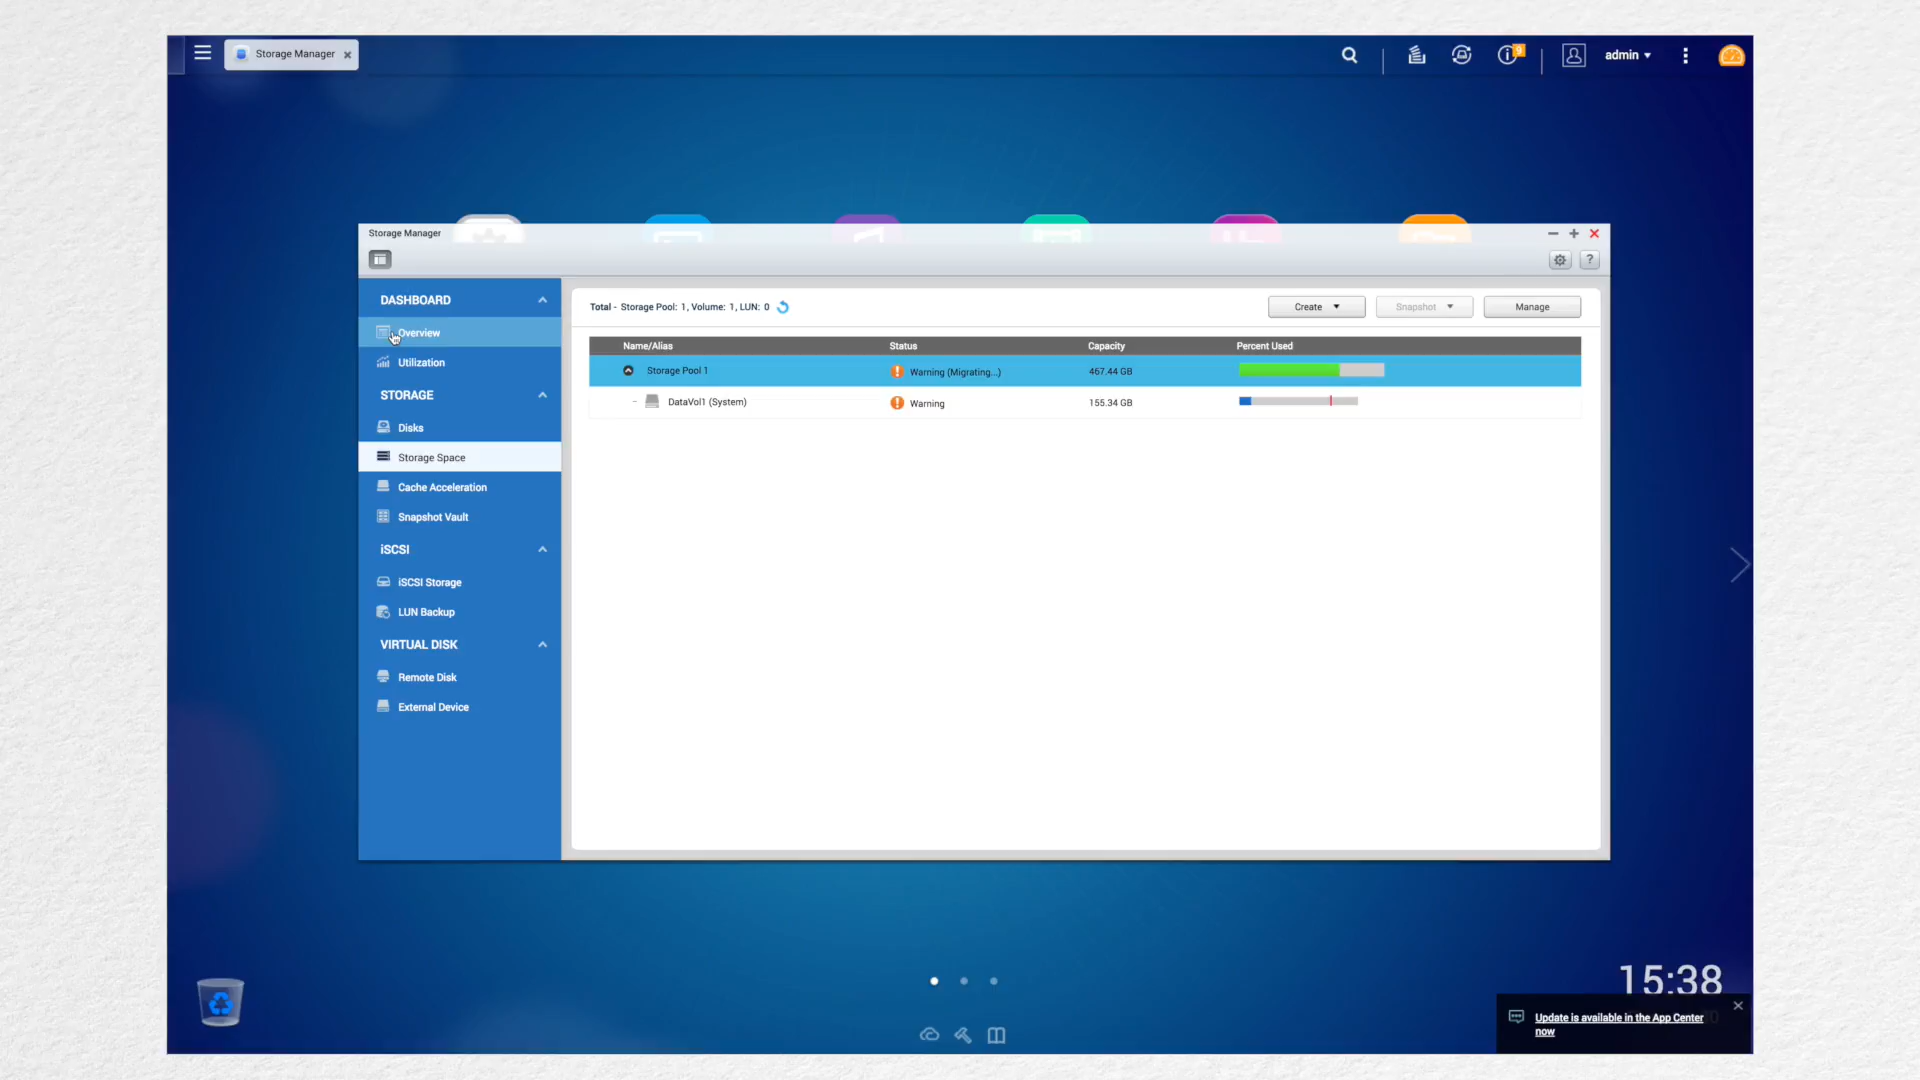 Storage Manager
9
admin
Storage Manager
DASHBOARD
Overview
Utilization
STORAGE
Disks
Storage Space
Cache Acceleration
Snapshot Vault
iSCSI
iSCSI Storage
LUN Backup
VIRTUAL DISK
Remote Disk
External Device
Total - Storage Pool: 1, Volume: 1, LUN: 0
Create
Snapshot
Manage
Name/Alias Status Capacity Percent Used
Storage Pool 1 Warning (Migrating...) 467.44 GB
DataVol1 (System) Warning 155.34 GB
15:38
Update is available in the App Center
now